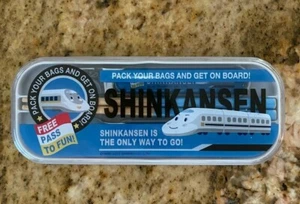 PACK YOUR BAGS AND GET ON BOARD!
PACK YOUR BAGS AND GET ON BOARD!
SHINKANSEN
FREE
PASS
TO FUN!
SHINKANSEN IS
THE ONLY WAY TO GO!